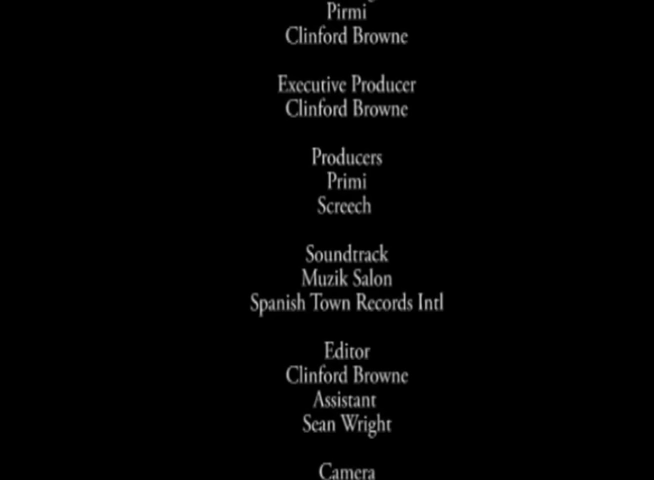 Pirmi
Clinford Browne
Executive Producer
Clinford Browne
Producers
Primi
Screech
Soundtrack
Muzik Salon
Spanish Town Records Intl
Editor
Clinford Browne
Assistant
Sean Wright
Camera